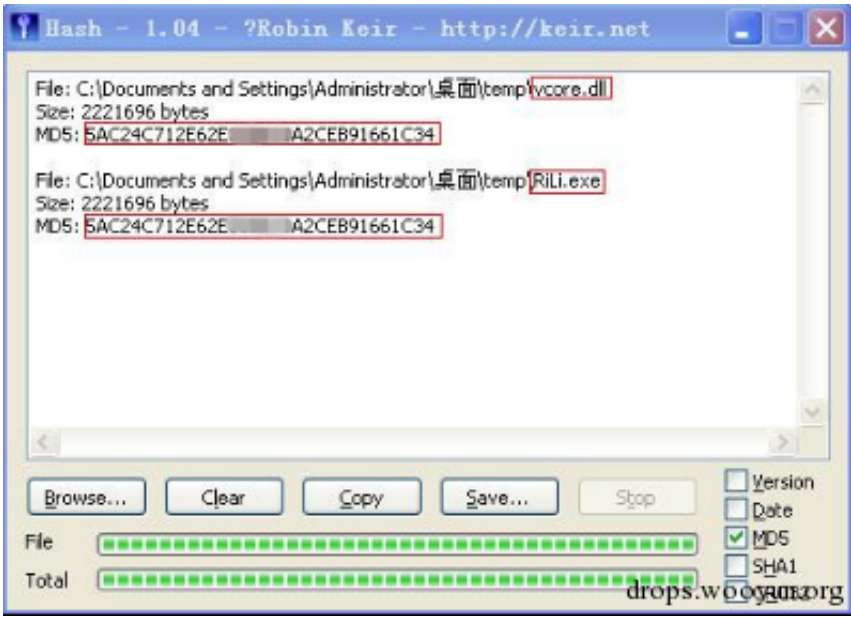 Hash - 1.04 - ?Robin Keir - http://keir.net
File: C:\Documents and Settings\Administrator\桌面\temp\vcore.dll
Size: 2221696 bytes
MD5: 5AC24C712E62E A2CEB91661C34
File: C:\Documents and Settings\Administrator\桌面\temp\RiLi.exe
Size: 2221696 bytes
MD5: 5AC24C712E62E A2CEB91661C34
Browse... Clear Copy Save... Stop
Version
Date
File
MD5
SHA1
Total
drops.wooyun.org